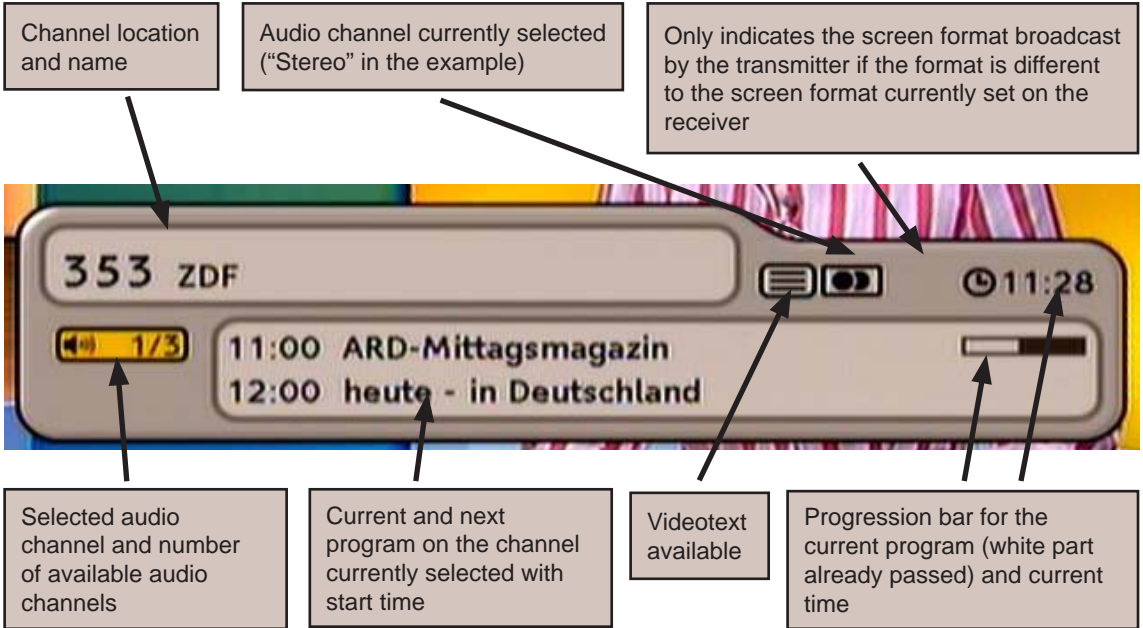 Channel location
and name
Audio channel currently selected
(“Stereo” in the example)
Only indicates the screen format broadcast
by the transmitter if the format is different
to the screen format currently set on the
receiver
353 ZDF
11:28
1/3
11:00 ARD-Mittagsmagazin
12:00 heute - in Deutschland
Selected audio
channel and number
of available audio
channels
Current and next
program on the channel
currently selected with
start time
Videotext
available
Progression bar for the
current program (white part
already passed) and current
time